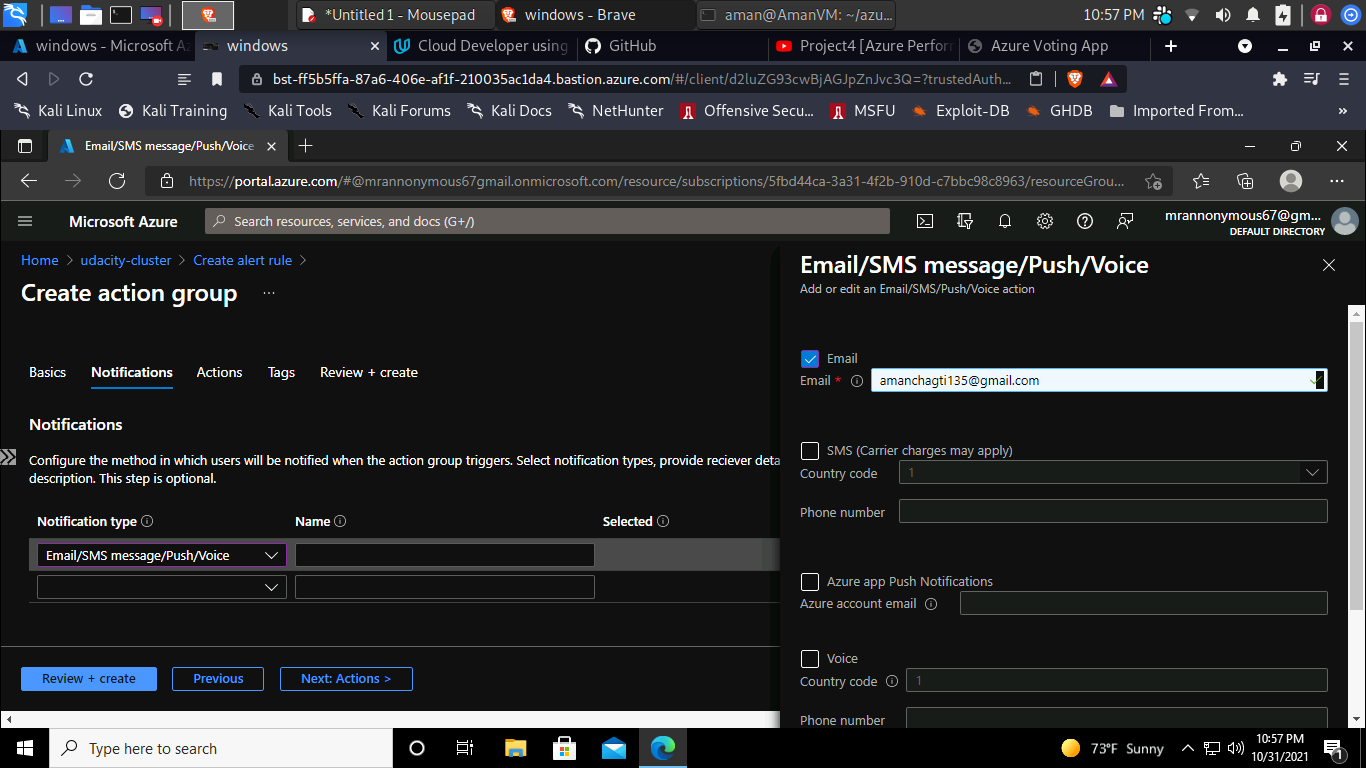 *Untitled 1 - Mousepad
windows - Brave
aman@AmanVM: ~/azu...
10:57 PM
windows - Microsoft Az
windows
Cloud Developer using
GitHub
Project4 [Azure Perforn
Azure Voting App
bst-ff5b5ffa-87a6-406e-af1f-210035ac1da4.bastion.azure.com/#/client/d2luZG93cwBjAGJpZnJvc3Q=?trustedAuth...
Kali Linux
Kali Training
Kali Tools
Kali Forums
Kali Docs
NetHunter
Offensive Secu...
MSFU
Exploit-DB
GHDB
Imported From...
»
Email/SMS message/Push/Voice
https://portal.azure.com/#@mrannonymous67gmail.onmicrosoft.com/resource/subscriptions/5fbd44ca-3a31-4f2b-910d-c7bbc98c8963/resourceGrou...
Microsoft Azure
Search resources, services, and docs (G+/)
mrannonymous67@gm...
DEFAULT DIRECTORY
Home > udacity-cluster > Create alert rule >
Create action group ...
Basics
Notifications
Actions
Tags
Review + create
Notifications
Configure the method in which users will be notified when the action group triggers. Select notification types, provide reciever deta
description. This step is optional.
Notification type
Name
Selected
Email/SMS message/Push/Voice
Review + create
Previous
Next: Actions >
Email/SMS message/Push/Voice
Add or edit an Email/SMS/Push/Voice action
Email
Email *
amanchagti135@gmail.com
SMS (Carrier charges may apply)
Country code
1
Phone number
Azure app Push Notifications
Azure account email
Voice
Country code
1
Phone number
Type here to search
73°F Sunny
10:57 PM
10/31/2021
1